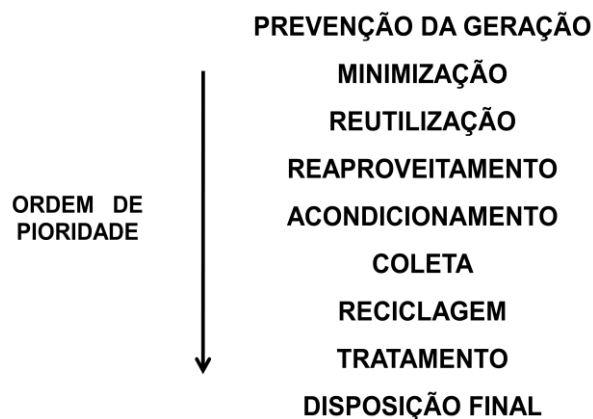 PREVENÇÃO DA GERAÇÃO
MINIMIZAÇÃO
REUTILIZAÇÃO
REAPROVEITAMENTO
ORDEM DE
PIORIDADE
ACONDICIONAMENTO
COLETA
RECICLAGEM
TRATAMENTO
DISPOSIÇÃO FINAL